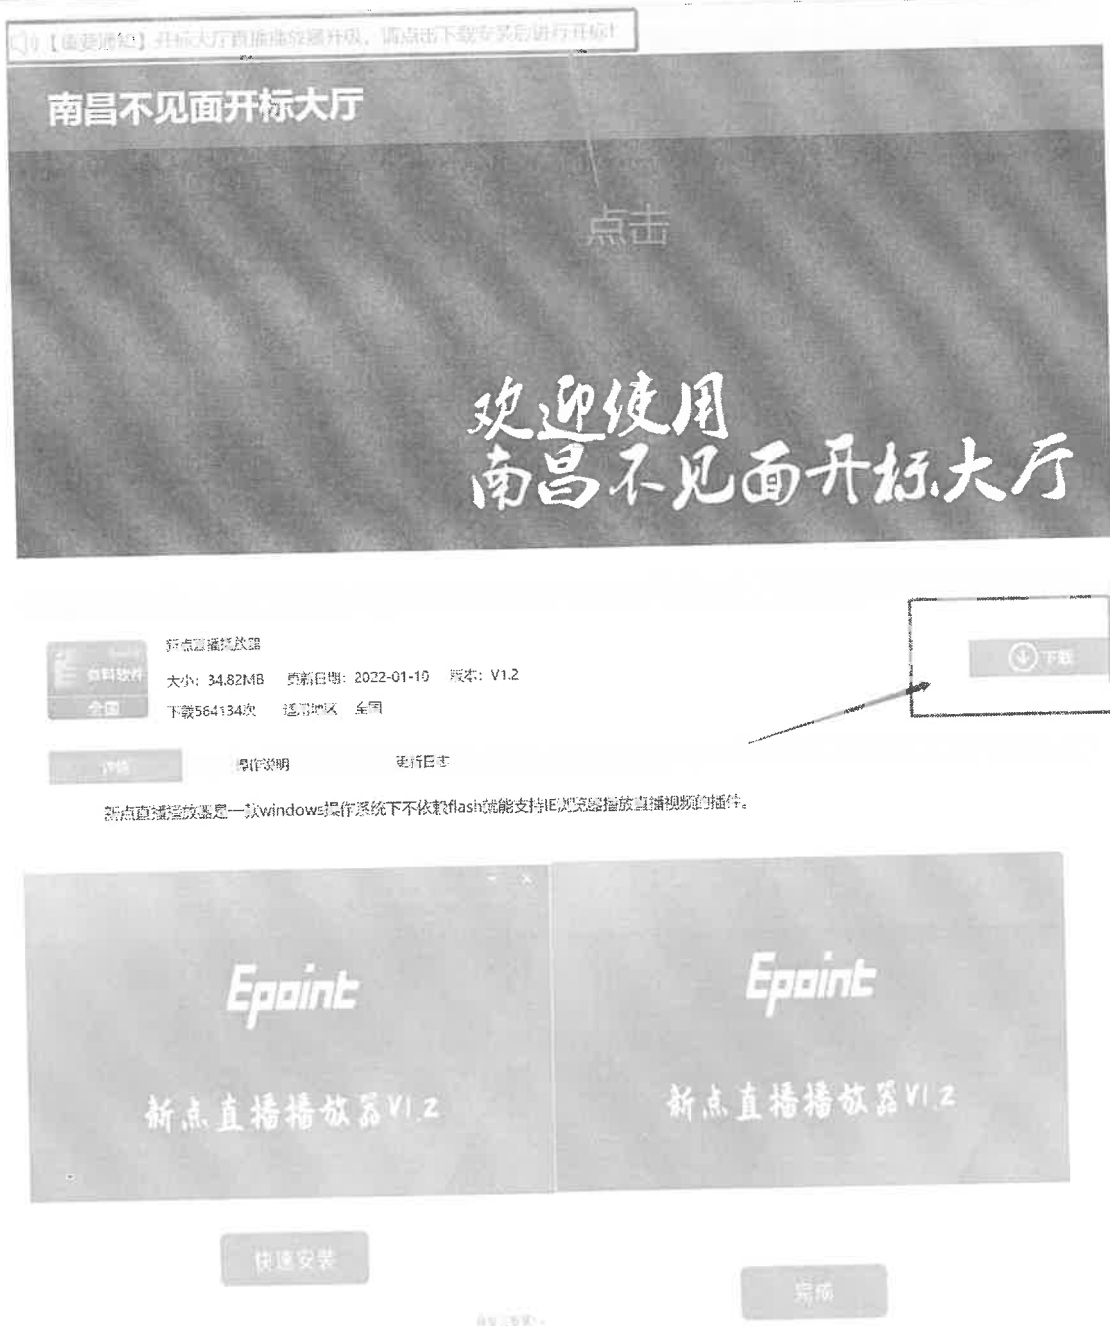 【重要通知】开标大厅直播播放器升级，请点击下载安装后进行开标！
南昌不见面开标大厅
点击
欢迎使用
南昌不见面开标大厅
新点直播播放器
资料软件
大小：34.82MB 更新日期：2022-01-10 版本：V1.2
下载
全国
下载564134次 适用地区 全国
详情 操作说明 更新日志
新点直播播放器是一款windows操作系统下不依赖flash就能支持IE浏览器播放直播视频的插件。
Epoint Epoint
新点直播播放器V1.2 新点直播播放器V1.2
快速安装
完成